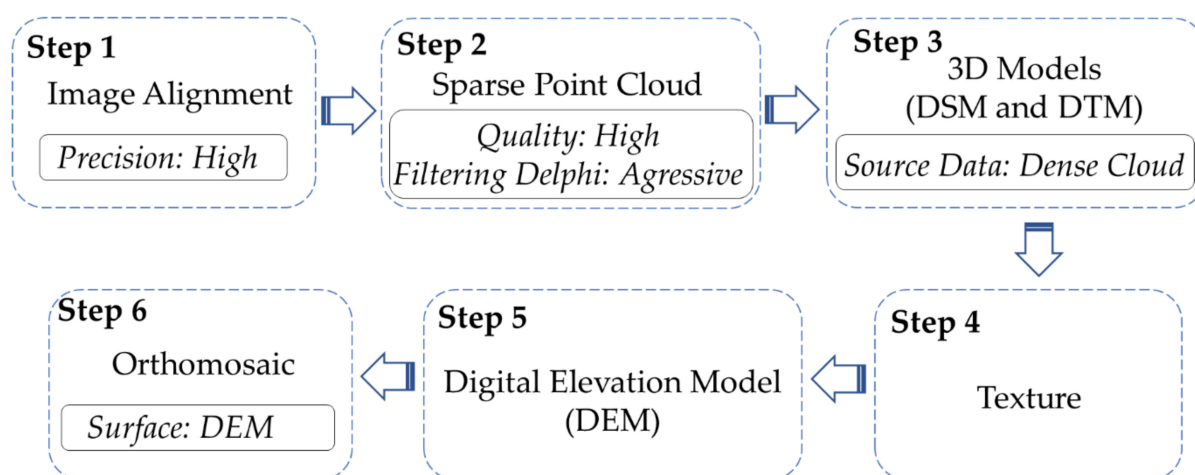 Step 1
Image Alignment
Precision: High
Step 2
Sparse Point Cloud
Quality: High
Filtering Delphi: Agressive
Step 3
3D Models
(DSM and DTM)
Source Data: Dense Cloud
Step 4
Texture
Step 5
Digital Elevation Model
(DEM)
Step 6
Orthomosaic
Surface: DEM